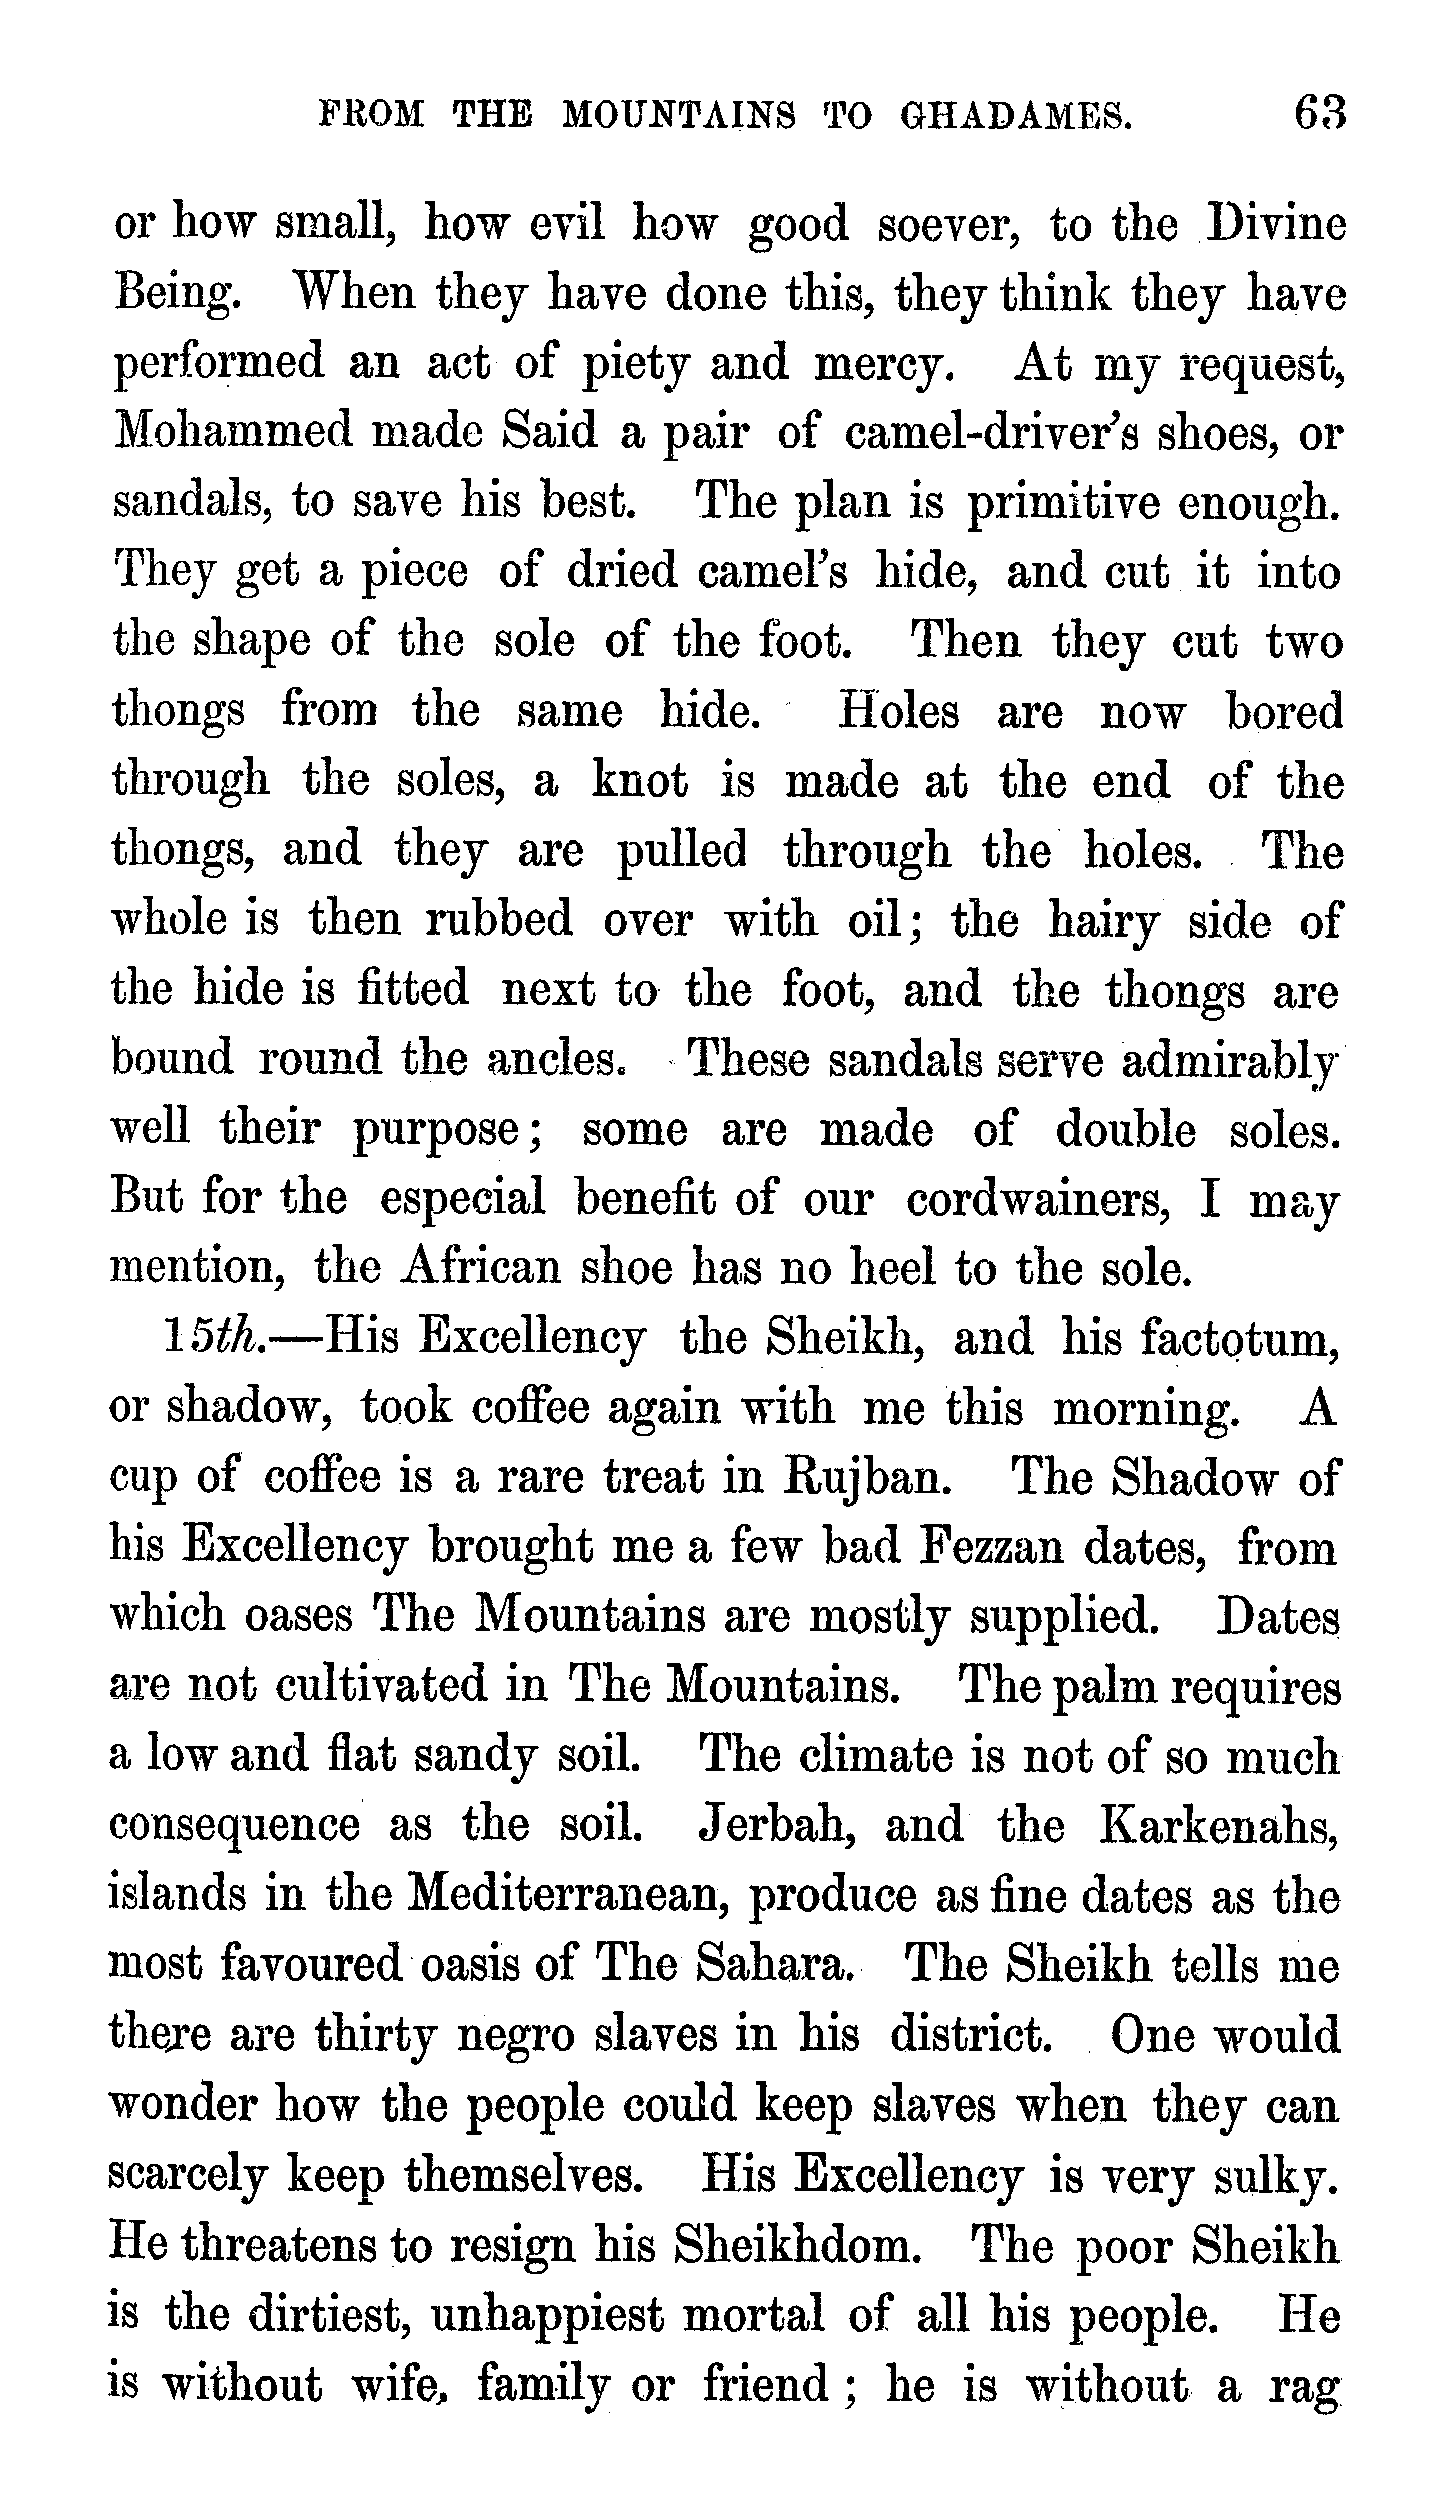 FROM THE MOUNTAINS TO GHADAMES. 63
or how small, how evil how good soever, to the Divine
Being. When they have done this, they think they have
performed an act of piety and mercy. At my request,
Mohammed made Said a pair of camel-driver's shoes, or
sandals, to save his best. The plan is primitive enough.
They get a piece of dried camel's hide, and cut it into
the shape of the sole of the foot. Then they cut two
thongs from the same hide. Holes are now bored
through the soles, a knot is made at the end of the
thongs, and they are pulled through the holes. The
whole is then rubbed over with oil; the hairy side of
the hide is fitted next to the foot, and the thongs are
bound round the ancles. These sandals serve admirably
well their purpose; some are made of double soles.
But for the especial benefit of our cordwainers, I may
mention, the African shoe has no heel to the sole.
15th.—His Excellency the Sheikh, and his factotum,
or shadow, took coffee again with me this morning. A
cup of coffee is a rare treat in Rujban. The Shadow of
his Excellency brought me a few bad Fezzan dates, from
which oases The Mountains are mostly supplied. Dates
are not cultivated in The Mountains. The palm requires
a low and flat sandy soil. The climate is not of so much
consequence as the soil. Jerbah, and the Karkenahs,
islands in the Mediterranean, produce as fine dates as the
most favoured oasis of The Sahara. The Sheikh tells me
there are thirty negro slaves in his district. One would
wonder how the people could keep slaves when they can
scarcely keep themselves. His Excellency is very sulky.
He threatens to resign his Sheikhdom. The poor Sheikh
is the dirtiest, unhappiest mortal of all his people. He
is without wife, family or friend; he is without a rag